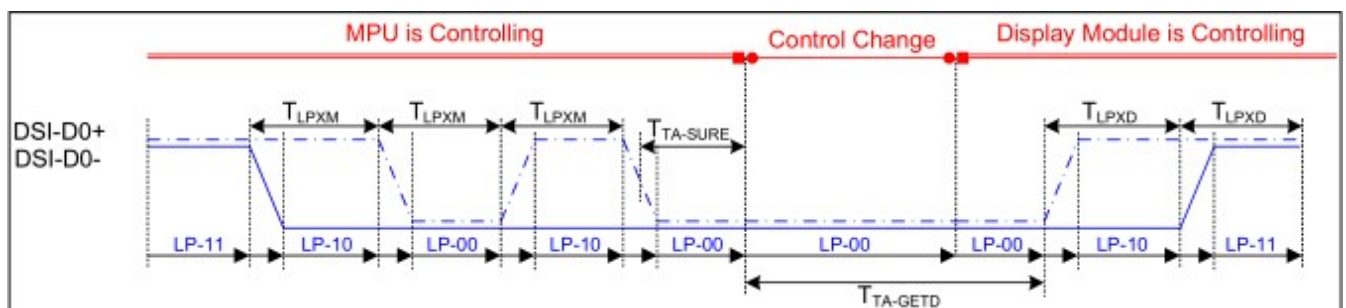 MPU is Controlling Control Change Display Module is Controlling
TLPXM TLPXM TLPXM TTA-SURE TLPXD TLPXD
DSI-D0+
DSI-D0-
LP-11 LP-10 LP-00 LP-10 LP-00 LP-00 LP-00 LP-10 LP-11
TTA-GETD